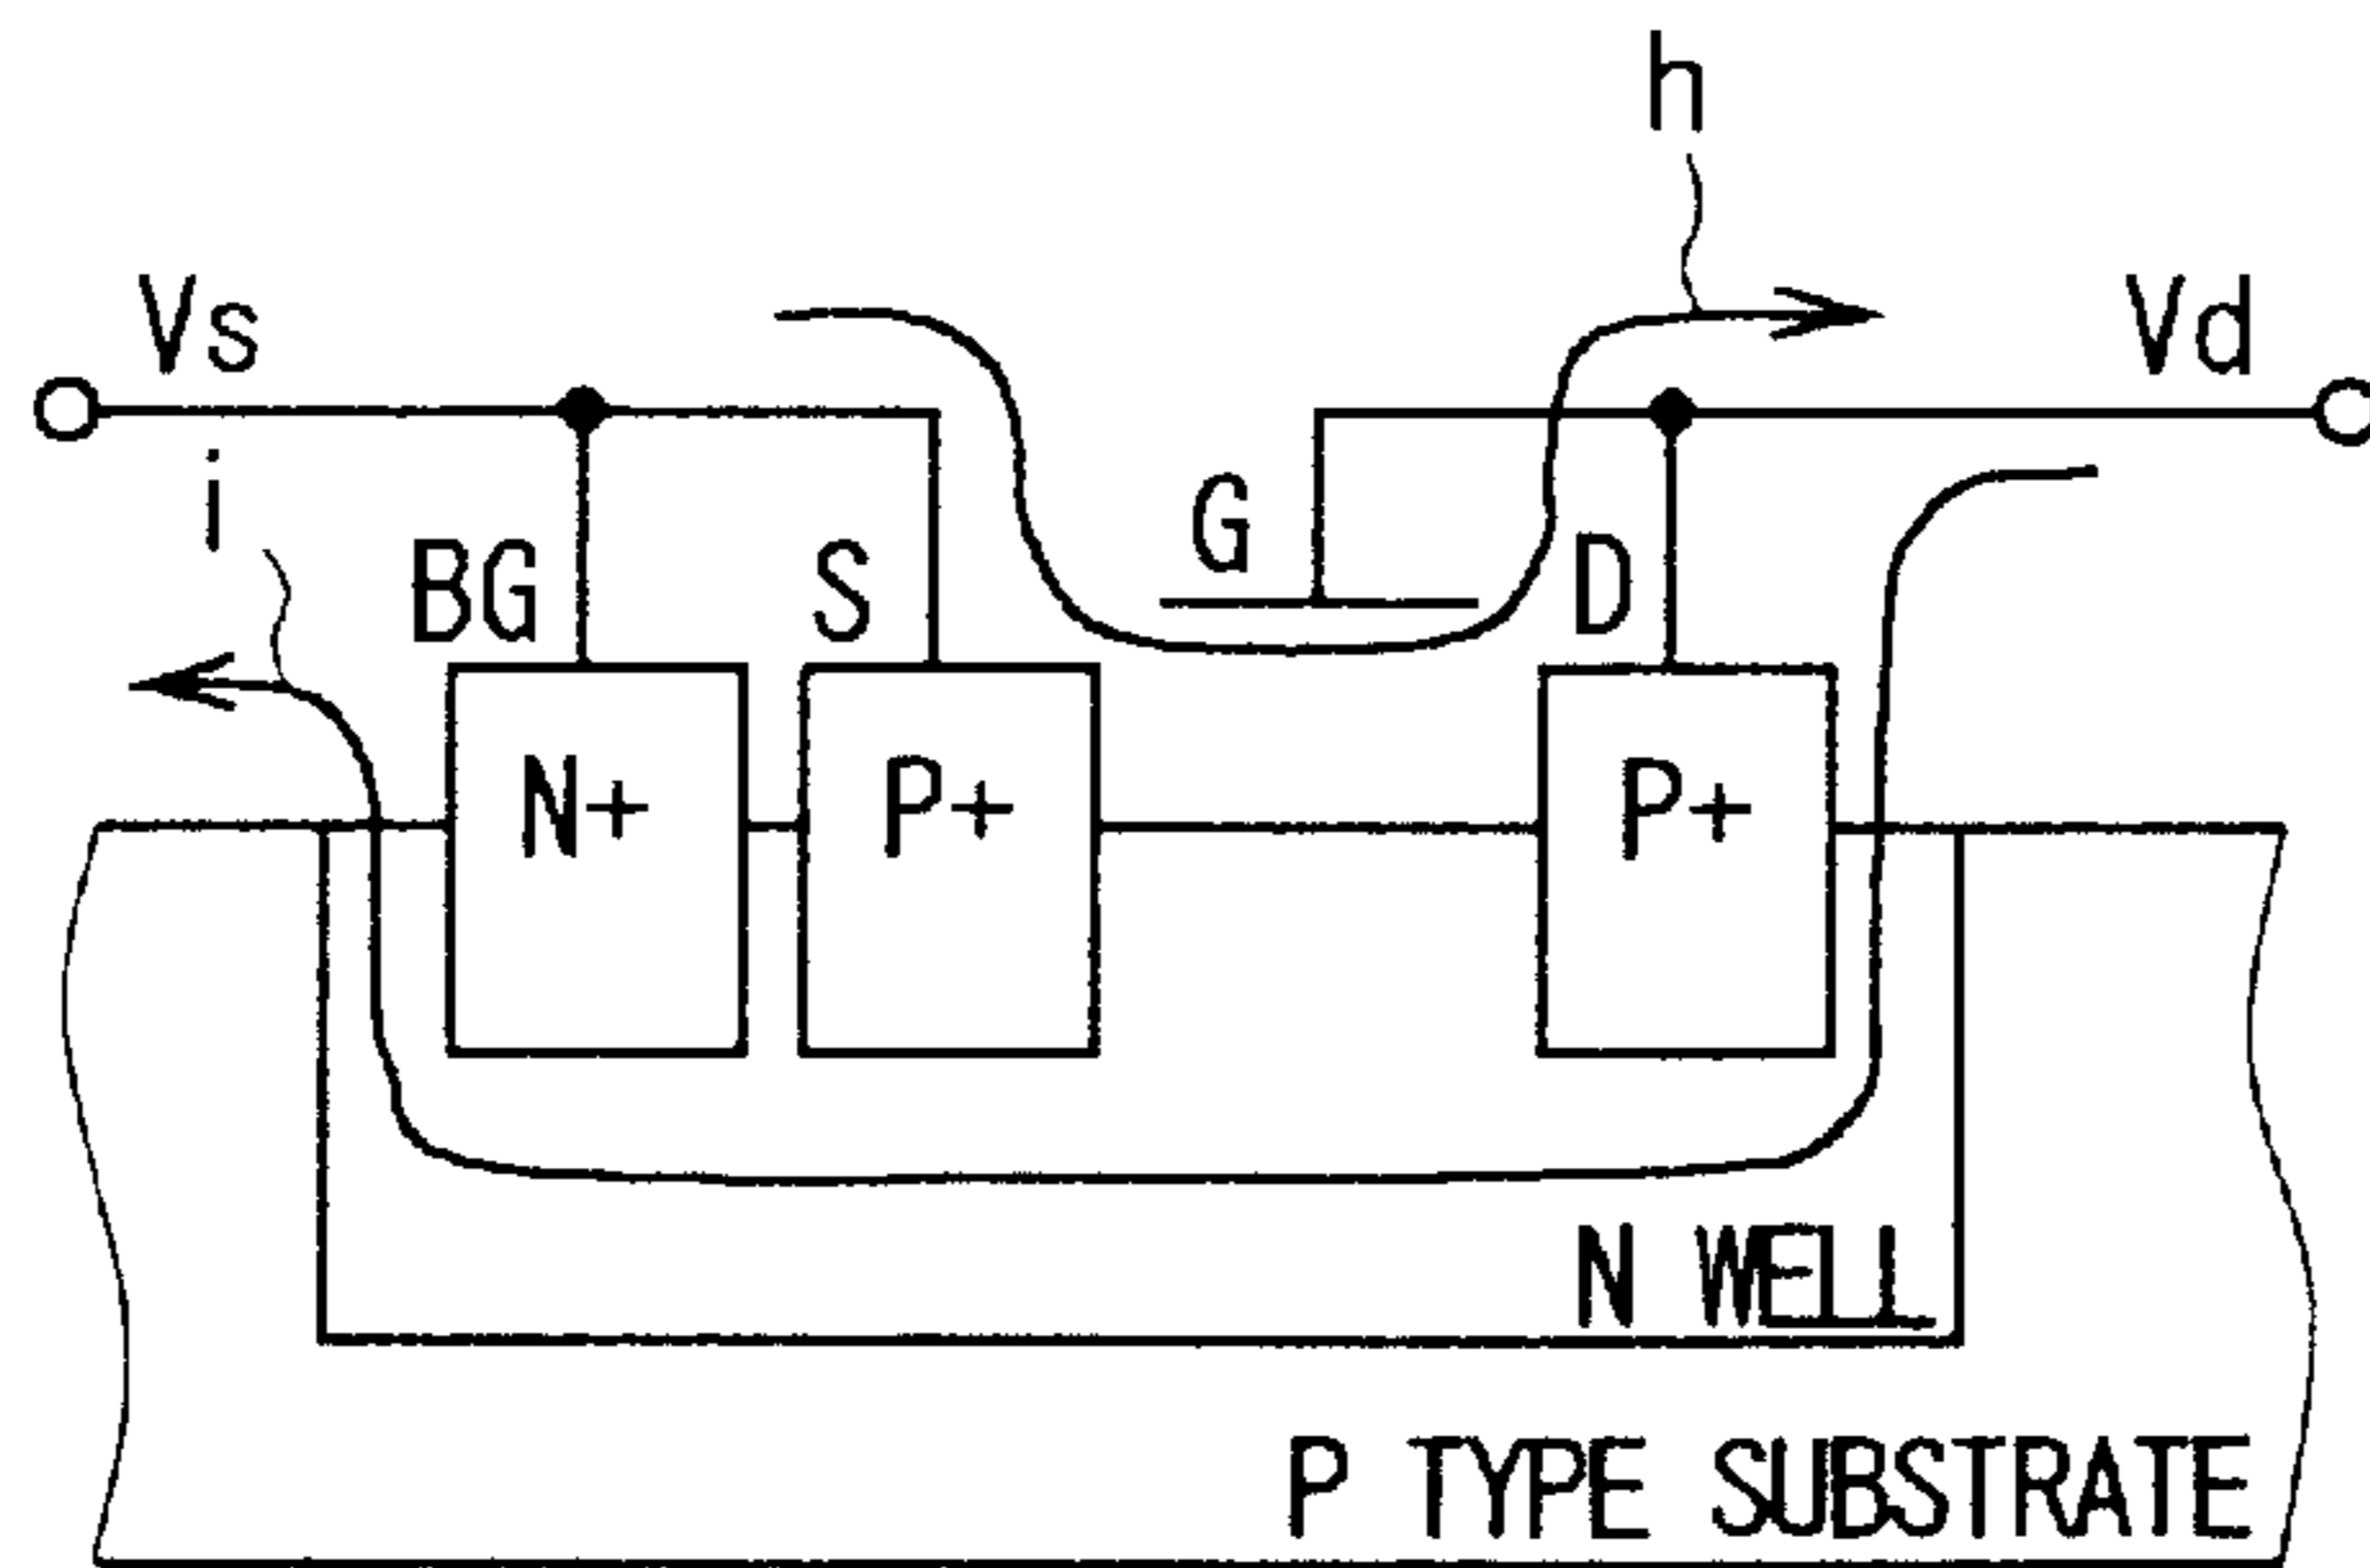 h
Vs Vd
i
BG S G D
N+ P+ P+
N WELL
P TYPE SUBSTRATE